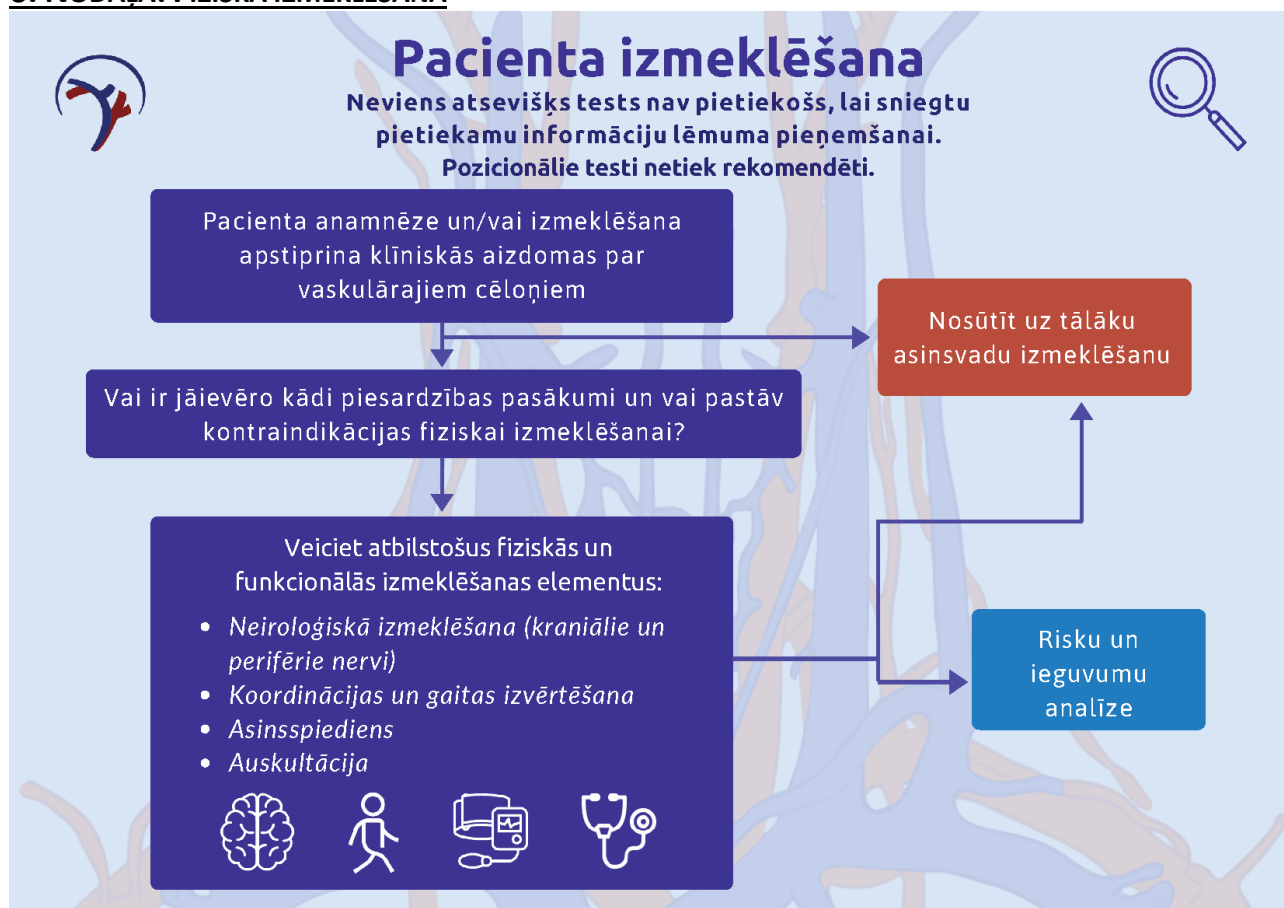 NODAĻA: FIZISKĀ IZMEKLĒŠANA
Pacienta izmeklēšana
Neviens atsevišķs tests nav pietiekošs, lai sniegtu
pietiekamu informāciju lēmuma pieņemšanai.
Pozicionālie testi netiek rekomendēti.
Pacienta anamnēze un/vai izmeklēšana
apstiprina klīniskās aizdomas par
vaskulārajiem cēloņiem
Nosūtīt uz tālāku
asinsvadu izmeklēšanu
Vai ir jāievēro kādi piesardzības pasākumi un vai pastāv
kontraindikācijas fiziskai izmeklēšanai?
Veiciet atbilstošus fiziskās un
funkcionālās izmeklēšanas elementus:
• Neiroloģiskā izmeklēšana (kraniālie un
perifērie nervi)
• Koordinācijas un gaitas izvērtēšana
• Asinsspiediens
• Auskultācija
Risku un
ieguvumu
analīze